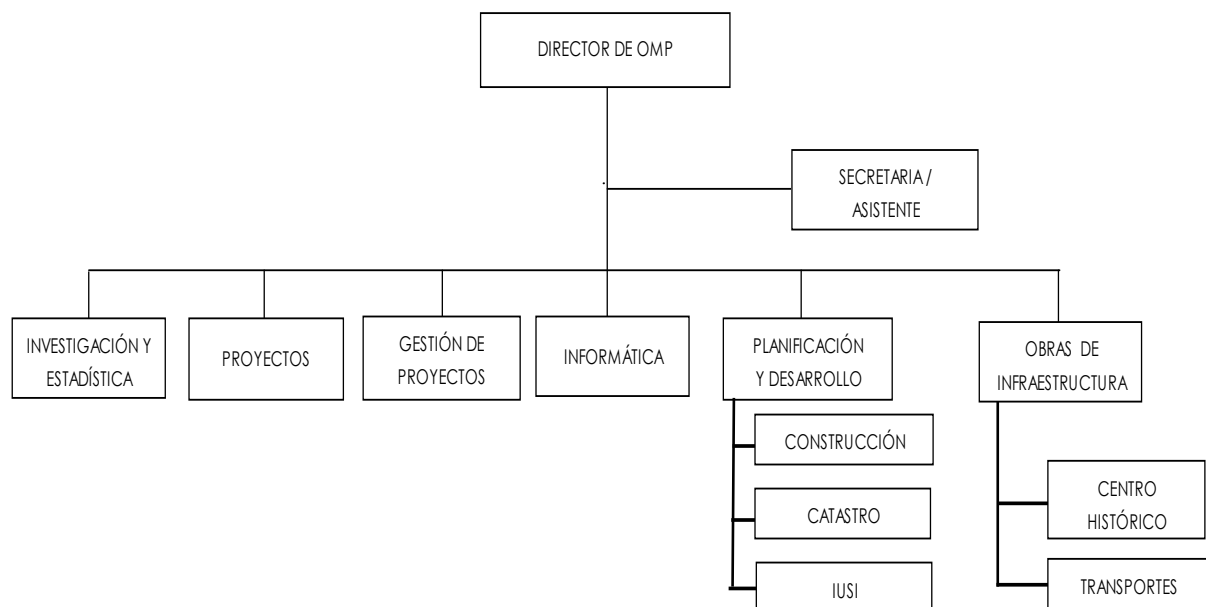 DIRECTOR DE OMP
SECRETARIA /
ASISTENTE
INVESTIGACIÓN Y
ESTADÍSTICA
PROYECTOS
GESTIÓN DE
PROYECTOS
INFORMÁTICA
PLANIFICACIÓN
Y DESARROLLO
OBRAS DE
INFRAESTRUCTURA
CONSTRUCCIÓN
CATASTRO
IUSI
CENTRO
HISTÓRICO
TRANSPORTES